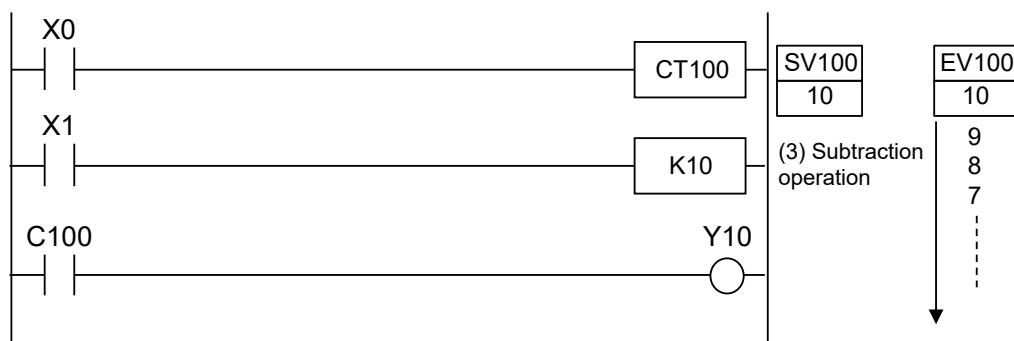 X0
CT100
SV100
EV100
10
10
X1
K10
(3) Subtraction
operation
9
8
7
C100
Y10